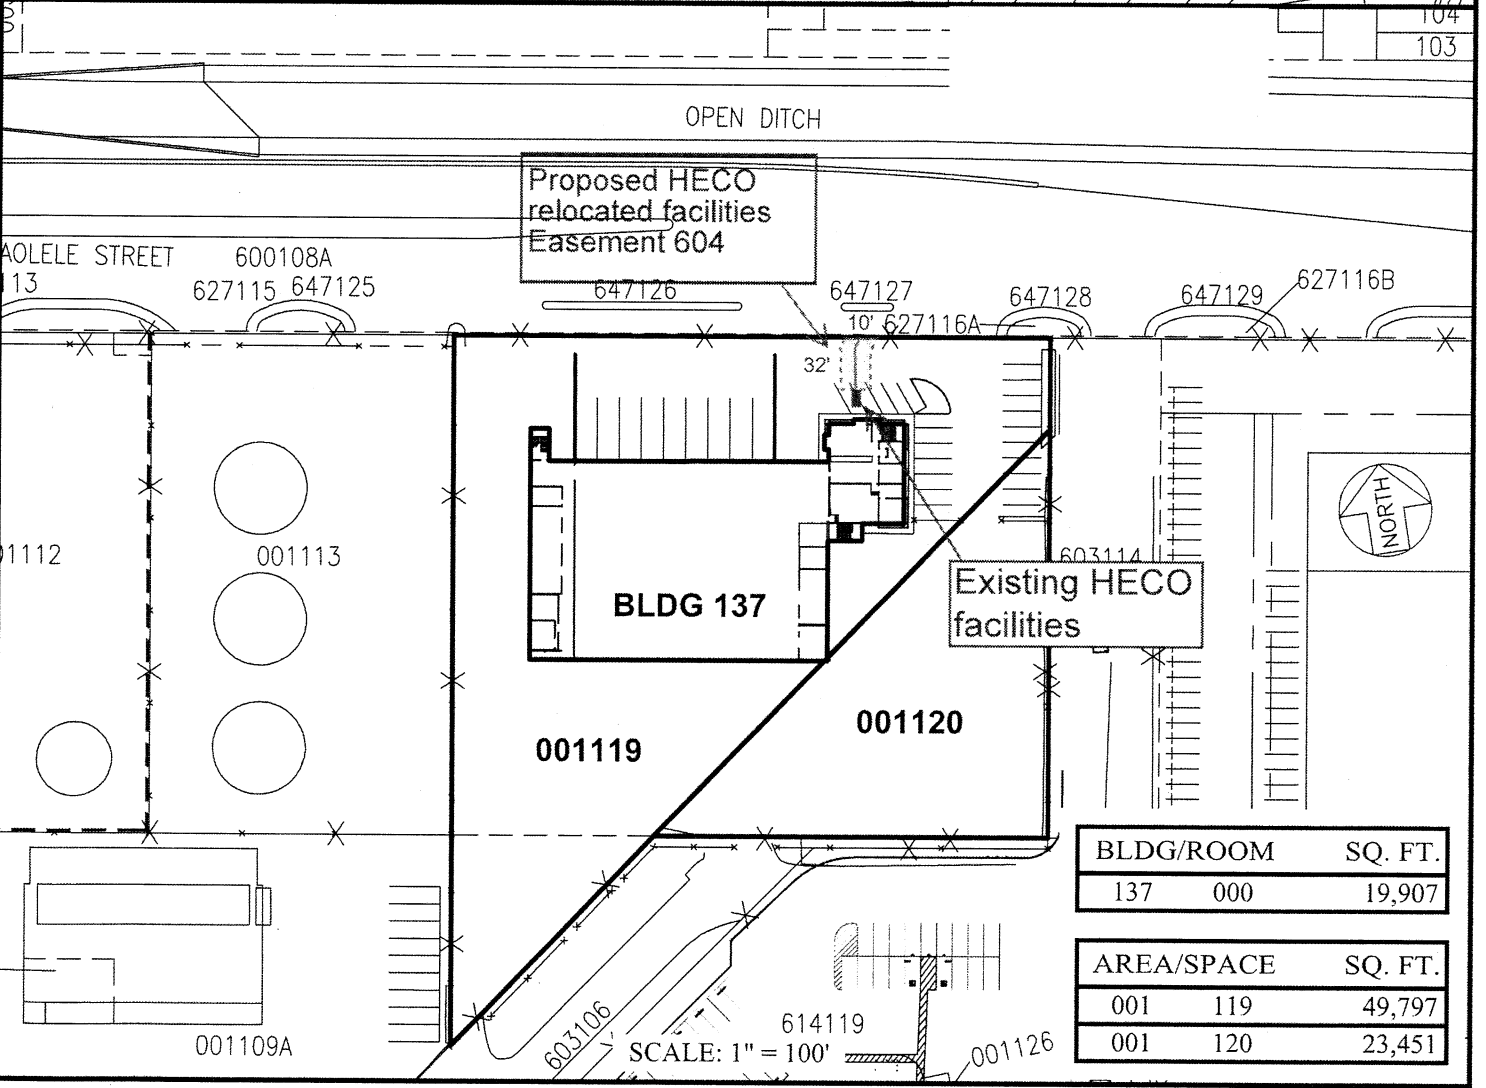 104
103
OPEN DITCH
Proposed HECO
relocated facilities
Easement 604
AOLELE STREET
600108A
113
627115
647125
647126
647127
647128
647129
627116B
10'
627116A
32'
NORTH
1112
001113
603114
Existing HECO
facilities
BLDG 137
001119
001120
BLDG/ROOM SQ. FT.
137 000 19,907
AREA/SPACE SQ. FT.
001 119 49,797
001 120 23,451
603106
614119
001109A
SCALE: 1" = 100'
001126